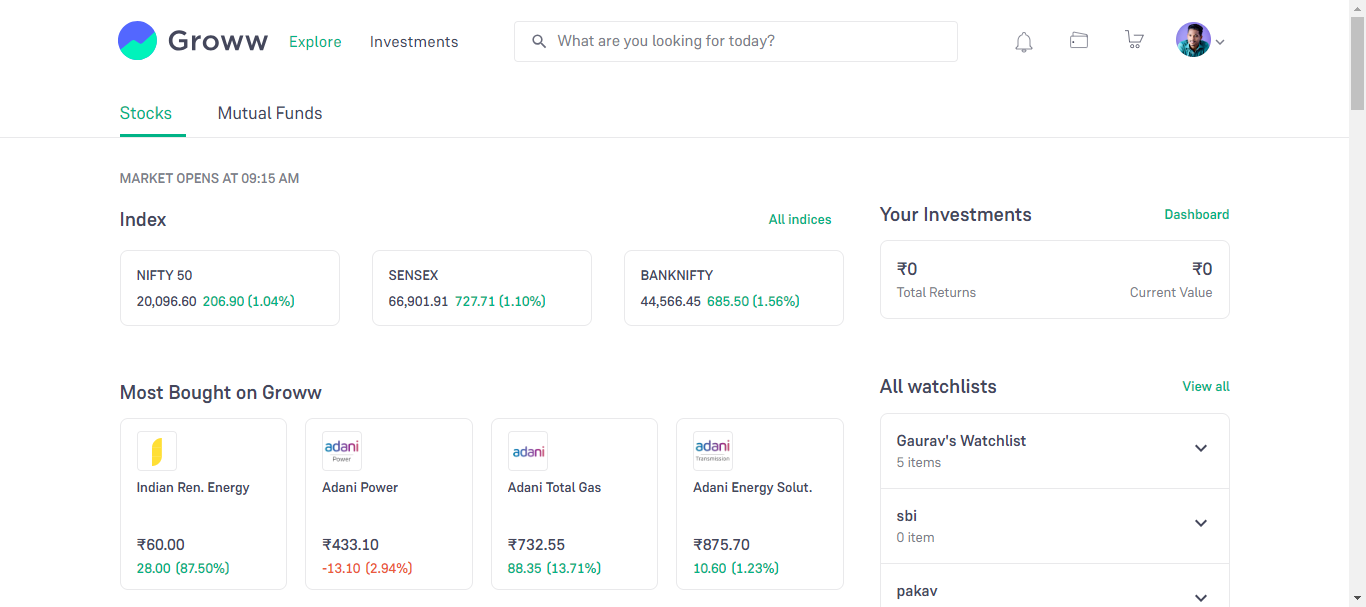 Groww Explore Investments What are you looking for today?
Stocks Mutual Funds
MARKET OPENS AT 09:15 AM
Index All indices
NIFTY 50
20,096.60 206.90 (1.04%)
SENSEX
66,901.91 727.71 (1.10%)
BANKNIFTY
44,566.45 685.50 (1.56%)
Your Investments Dashboard
₹0 ₹0
Total Returns Current Value
Most Bought on Groww
Indian Ren. Energy
₹60.00
28.00 (87.50%)
adani
Power
Adani Power
₹433.10
-13.10 (2.94%)
adani
Adani Total Gas
₹732.55
88.35 (13.71%)
adani
Transmission
Adani Energy Solut.
₹875.70
10.60 (1.23%)
All watchlists View all
Gaurav's Watchlist
5 items
sbi
0 item
pakav